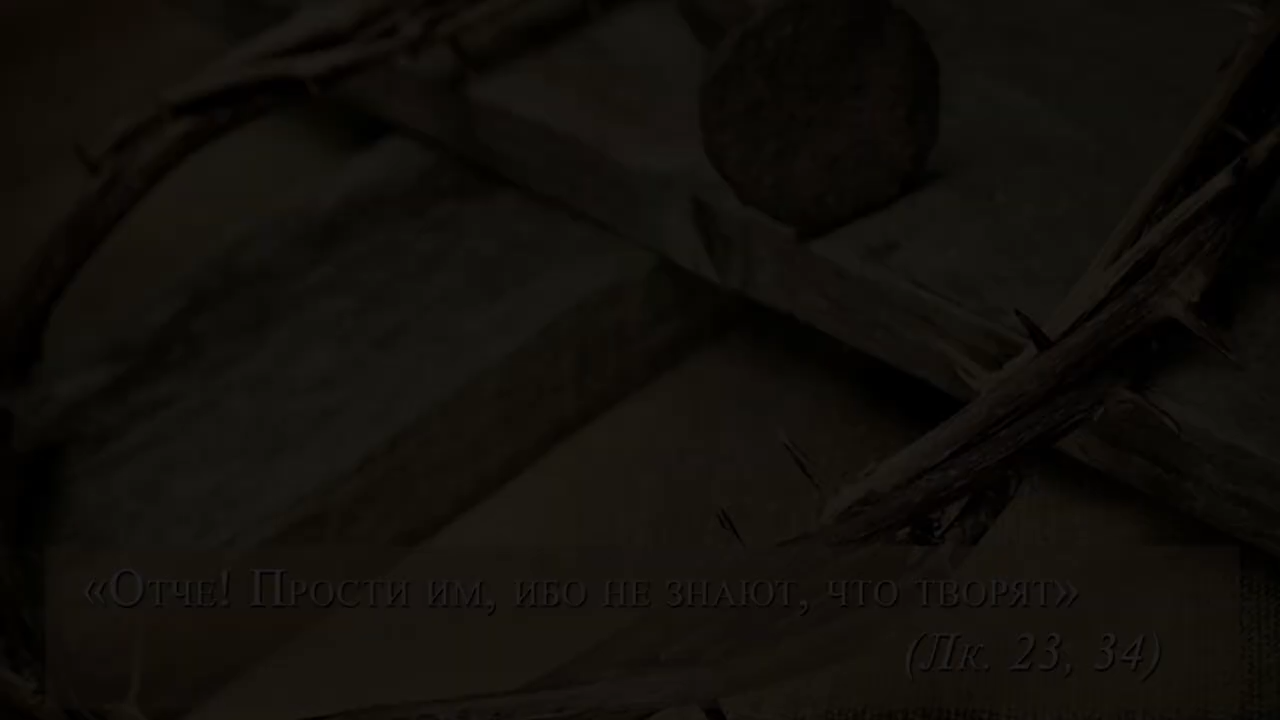 «Отче! Прости им, ибо не знают, что творят»
(Лк. 23, 34)